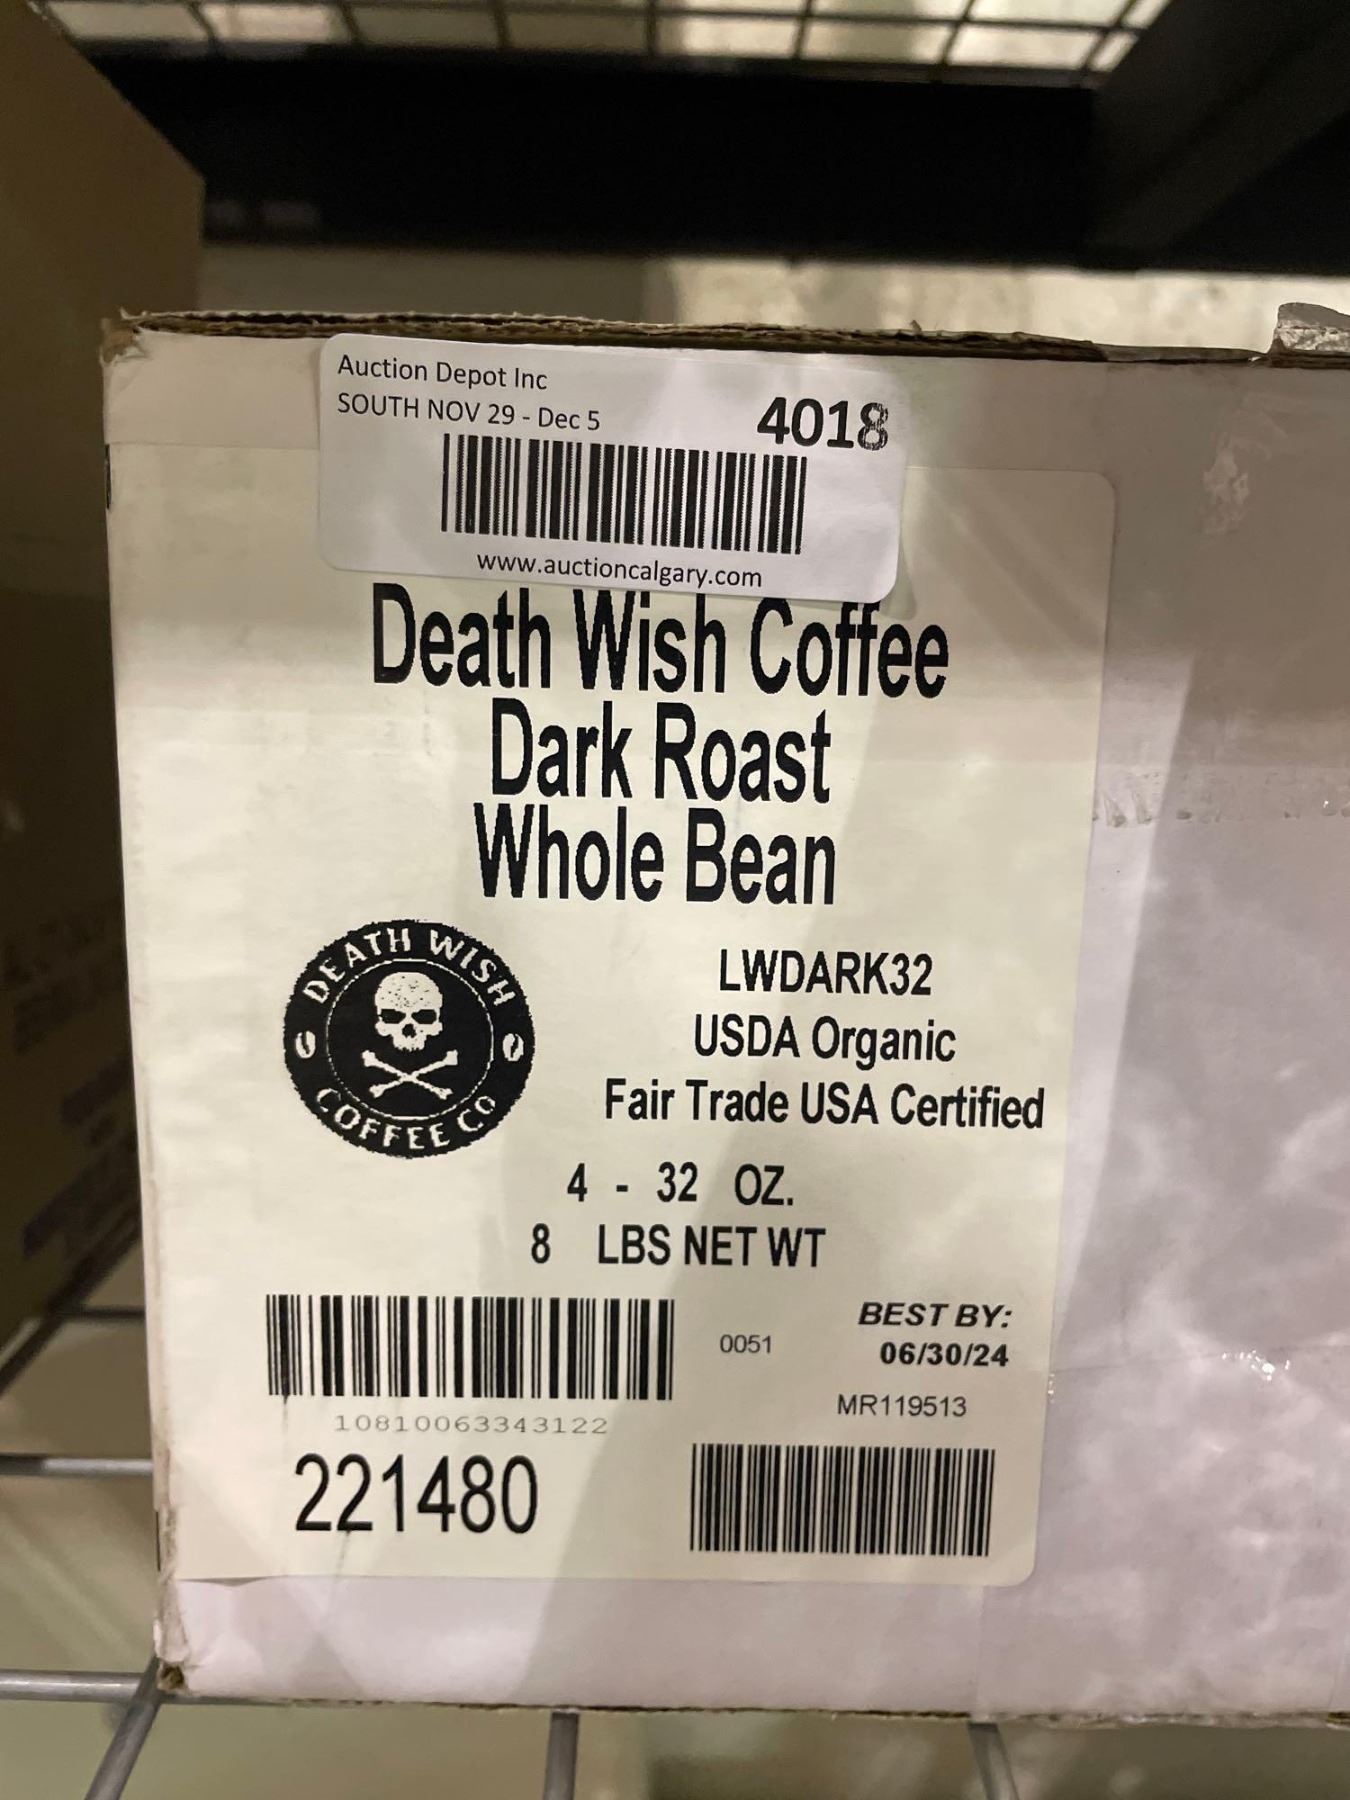 Auction Depot Inc
SOUTH NOV 29 - Dec 5
4018
www.auctioncalgary.com
Death Wish Coffee
Dark Roast
Whole Bean
DEATH WISH
COFFEE CO
LWDARK32
USDA Organic
Fair Trade USA Certified
4 - 32 OZ.
8 LBS NET WT
10810063343122
221480
0051
BEST BY:
06/30/24
MR119513